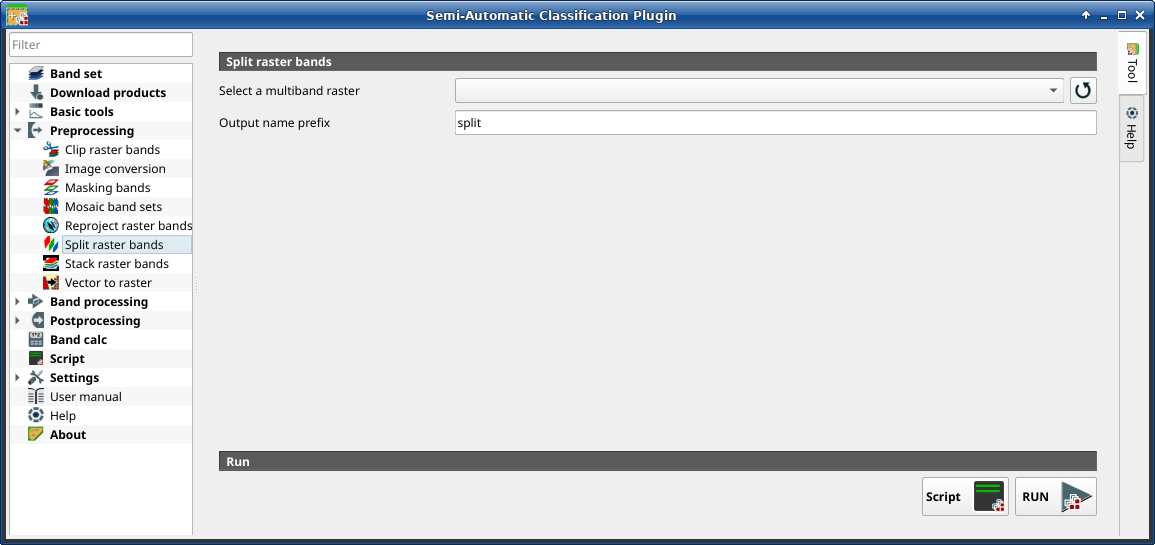 Semi-Automatic Classification Plugin
Filter
Band set
Download products
Basic tools
Preprocessing
Clip raster bands
Image conversion
Masking bands
Mosaic band sets
Reproject raster bands
Split raster bands
Stack raster bands
Vector to raster
Band processing
Postprocessing
Band calc
Script
Settings
User manual
Help
About
Split raster bands
Select a multiband raster
Output name prefix
split
Run
Script
RUN
Tool
Help